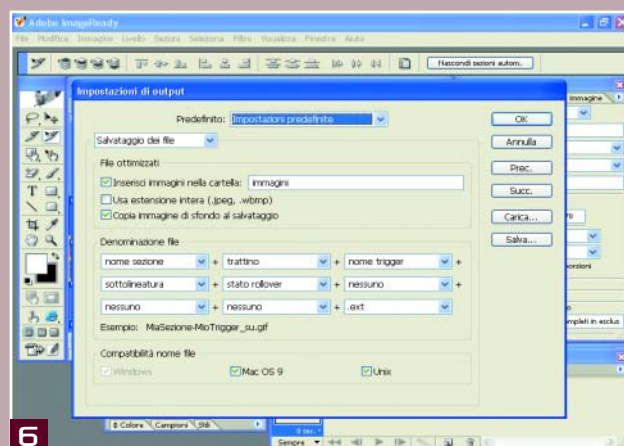 Adobe ImageReady
File Modifica Immagine Livello Sezioni Seleziona Filtro Visualizza Finestra Aiuto
Nascondi sezioni autom.
Impostazioni di output
immagine
Predefinito: Impostazioni predefinite
OK
Salvataggio dei file
Annulla
File ottimizzati
Prec.
Inserisci immagini nella cartella: immagini
Succ.
Usa estensione intera (.jpeg, .wbmp)
Copia immagine di sfondo al salvataggio
Carica...
Salva...
Denominazione file
nome sezione + trattino + nome trigger +
sottolineatura + stato rollover + nessuno +
nessuno + nessuno + .ext
Esempio: MiaSezione-MioTrigger_su.gif
Compatibilità nome file
Windows Mac OS 9 Unix
Colore Campioni Stili
0 sec.
Sempre
6